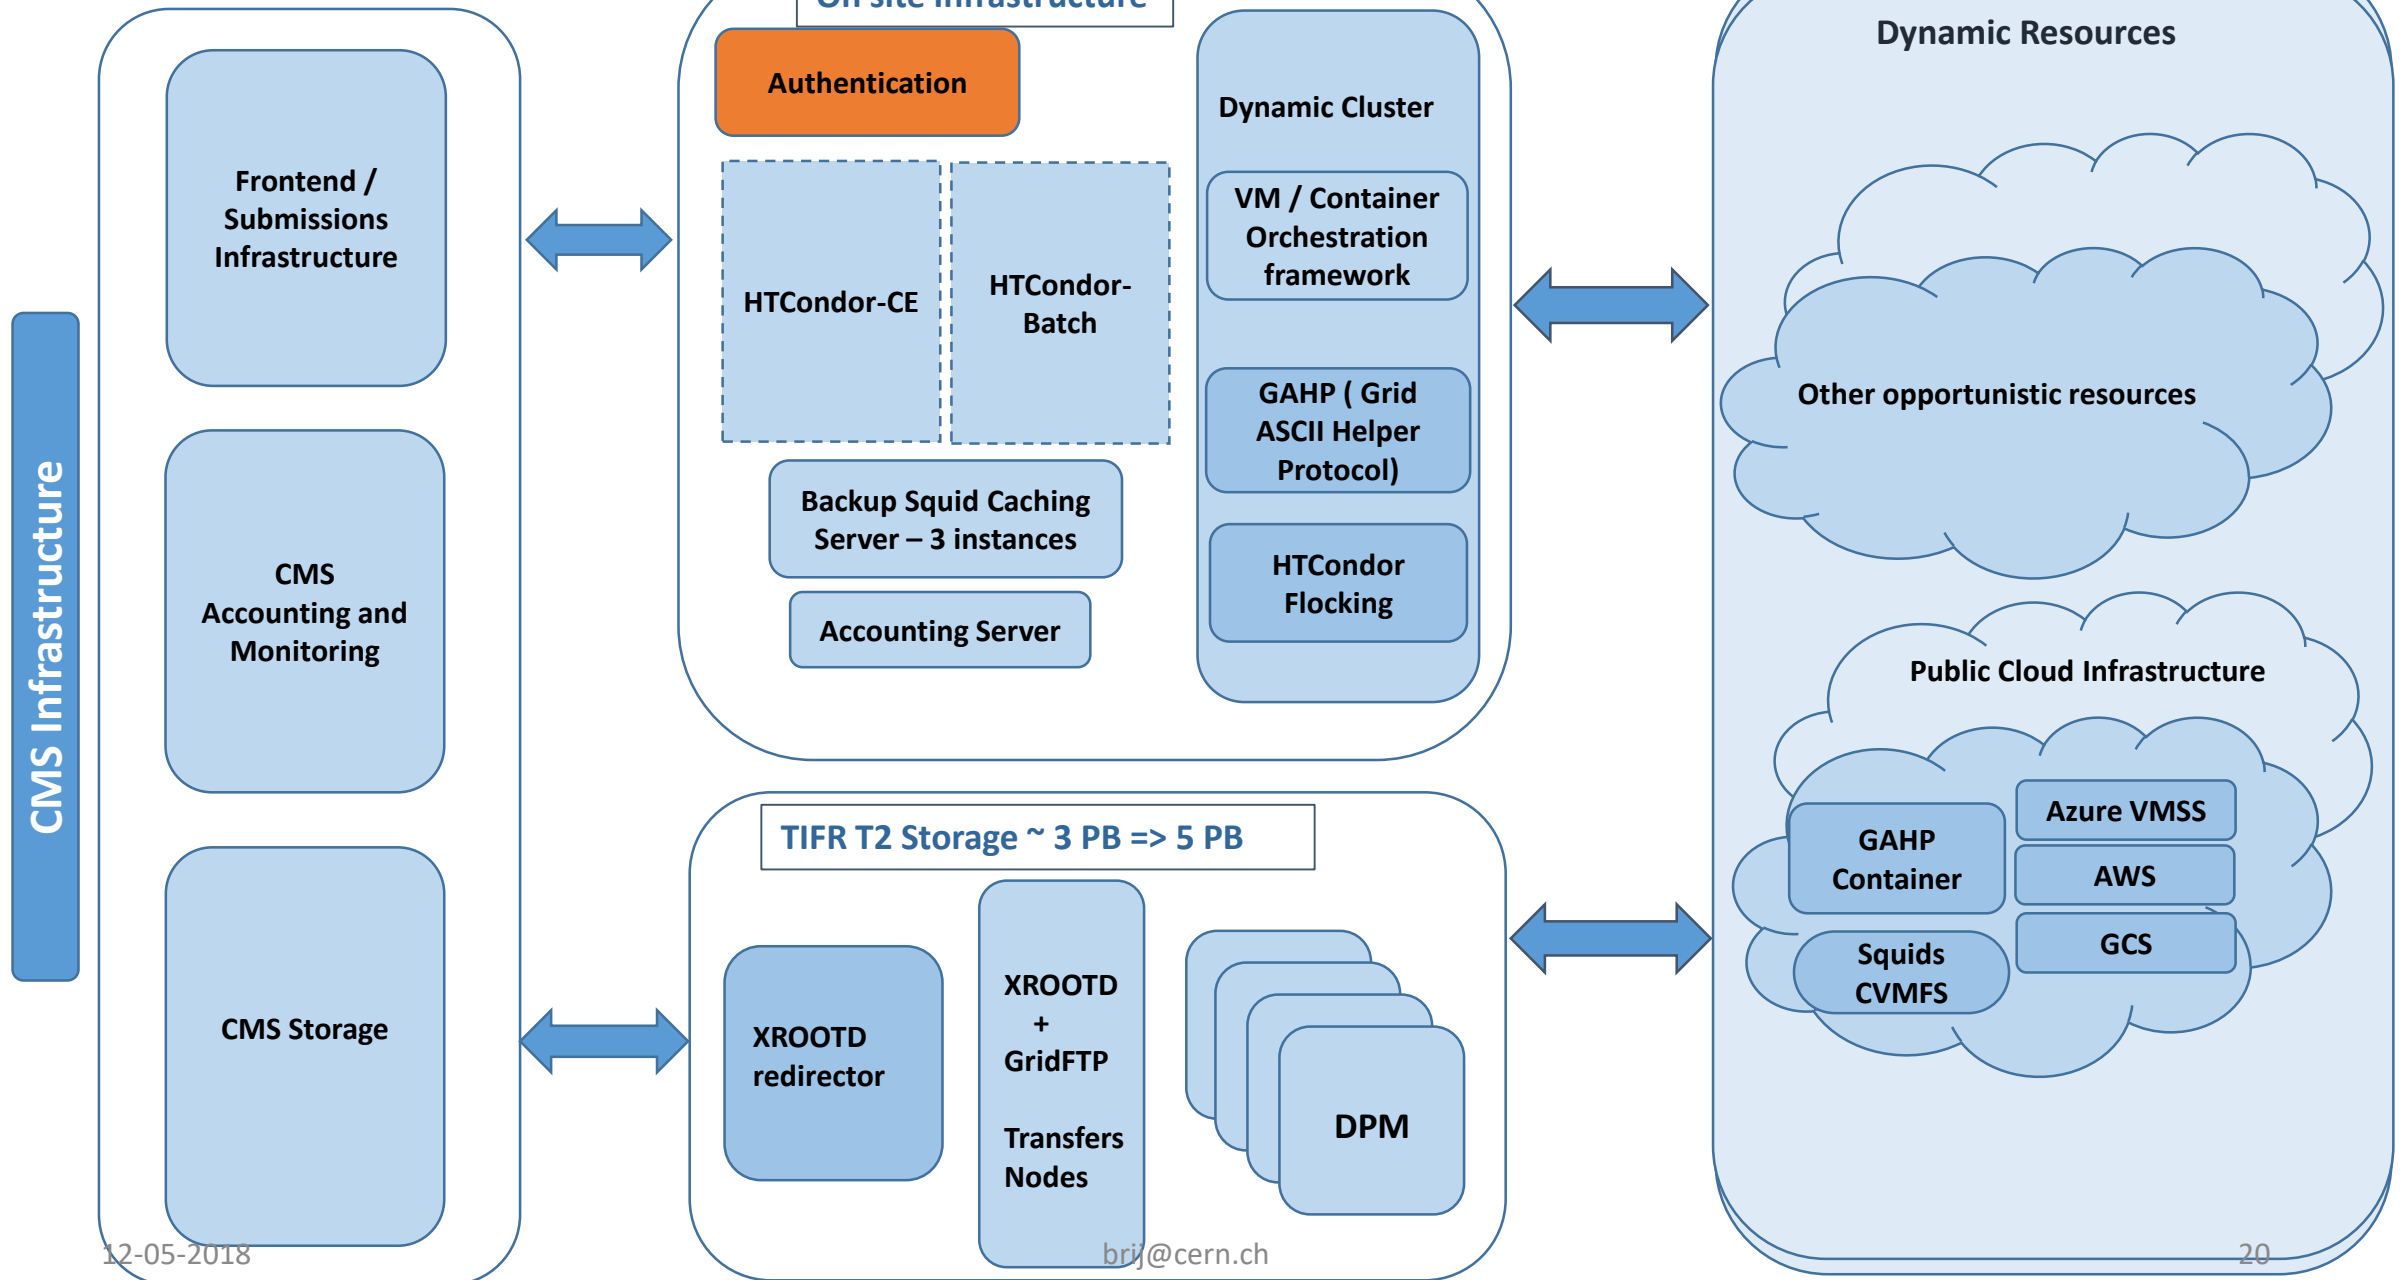 CMS Infrastructure
Frontend /
Submissions
Infrastructure
CMS
Accounting and
Monitoring
CMS Storage
On site Infrastructure
Authentication
HTCondor-CE
HTCondor-
Batch
Backup Squid Caching
Server – 3 instances
Accounting Server
Dynamic Cluster
VM / Container
Orchestration
framework
GAHP ( Grid
ASCII Helper
Protocol)
HTCondor
Flocking
TIFR T2 Storage ~ 3 PB => 5 PB
XROOTD
redirector
XROOTD
+
GridFTP
Transfers
Nodes
DPM
Dynamic Resources
Other opportunistic resources
Public Cloud Infrastructure
GAHP
Container
Squids
CVMFS
Azure VMSS
AWS
GCS
12-05-2018
brij@cern.ch
20